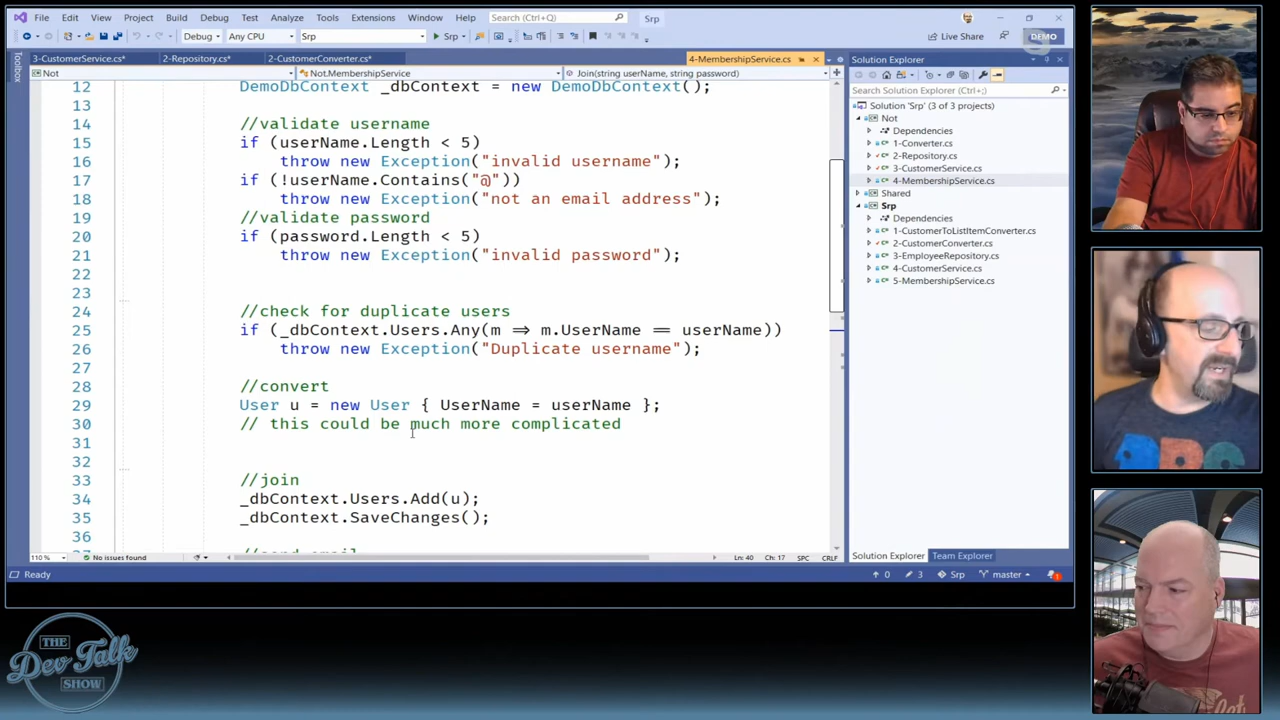 File Edit View Project Build Debug Test Analyze Tools Extensions Window Help Search (Ctrl+Q) Srp
Debug Any CPU Srp Srp Live Share DEMO
3-CustomerService.cs* 2-Repository.cs* 2-CustomerConverter.cs* 4-MembershipService.cs
Not Not.MembershipService Join(string userName, string password)
12 DemoDbContext _dbContext = new DemoDbContext();
13
14 //validate username
15 if (userName.Length < 5)
16 throw new Exception("invalid username");
17 if (!userName.Contains("@"))
18 throw new Exception("not an email address");
19 //validate password
20 if (password.Length < 5)
21 throw new Exception("invalid password");
22
23
24 //check for duplicate users
25 if (_dbContext.Users.Any(m => m.UserName == userName))
26 throw new Exception("Duplicate username");
27
28 //convert
29 User u = new User { UserName = userName };
30 // this could be much more complicated
31
32
33 //join
34 _dbContext.Users.Add(u);
35 _dbContext.SaveChanges();
36
110 % No issues found Ln: 40 Ch: 17 SPC CRLF
Toolbox
Solution Explorer
Search Solution Explorer (Ctrl+;)
Solution 'Srp' (3 of 3 projects)
Not
Dependencies
1-Converter.cs
2-Repository.cs
3-CustomerService.cs
4-MembershipService.cs
Shared
Srp
Dependencies
1-CustomerToListItemConverter.cs
2-CustomerConverter.cs
3-EmployeeRepository.cs
4-CustomerService.cs
5-MembershipService.cs
Solution Explorer Team Explorer
Ready 0 3 Srp master 1
THE
Dev Talk
SHOW